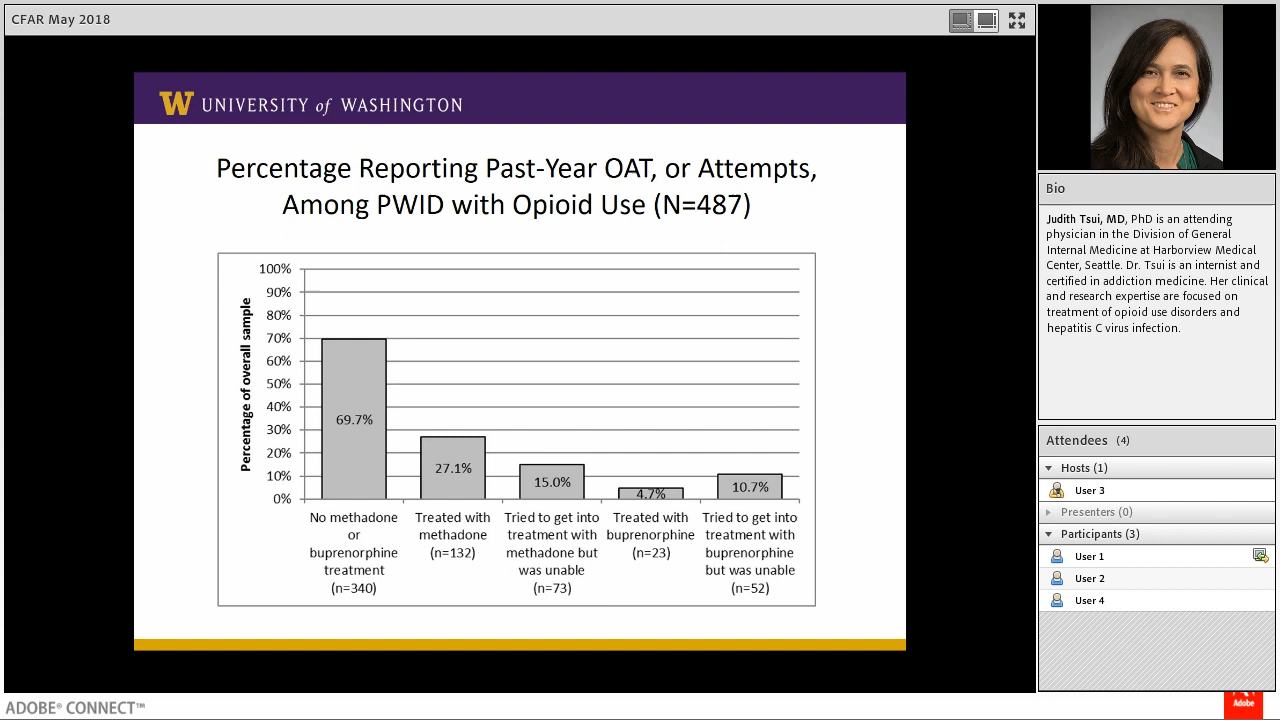 CFAR May 2018
W UNIVERSITY of WASHINGTON
Percentage Reporting Past-Year OAT, or Attempts,
Among PWID with Opioid Use (N=487)
Percentage of overall sample
100%
90%
80%
70%
60%
50%
40%
30%
20%
10%
0%
69.7%
27.1%
15.0%
4.7%
10.7%
No methadone
or
buprenorphine
treatment
(n=340)
Treated with
methadone
(n=132)
Tried to get into
treatment with
methadone but
was unable
(n=73)
Treated with
buprenorphine
(n=23)
Tried to get into
treatment with
buprenorphine
but was unable
(n=52)
Bio
Judith Tsui, MD, PhD is an attending
physician in the Division of General
Internal Medicine at Harborview Medical
Center, Seattle. Dr. Tsui is an internist and
certified in addiction medicine. Her clinical
and research expertise are focused on
treatment of opioid use disorders and
hepatitis C virus infection.
Attendees (4)
Hosts (1)
User 3
Presenters (0)
Participants (3)
User 1
User 2
User 4
ADOBE® CONNECT™
Adobe